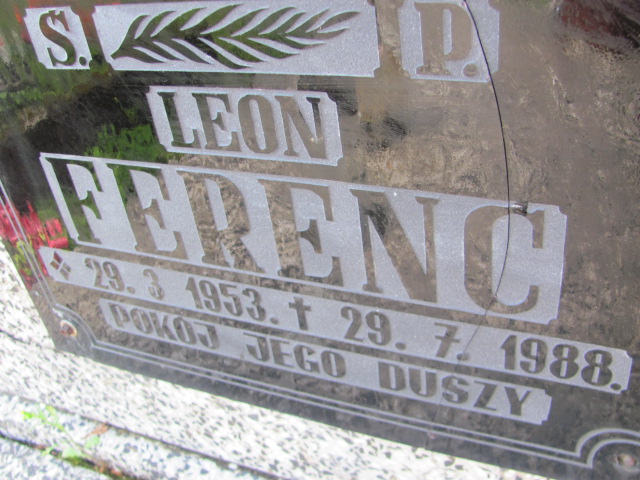 S. P.
LEON
FERENC
29. 3 1953. † 29. 7. 1988.
POKÓJ JEGO DUSZY